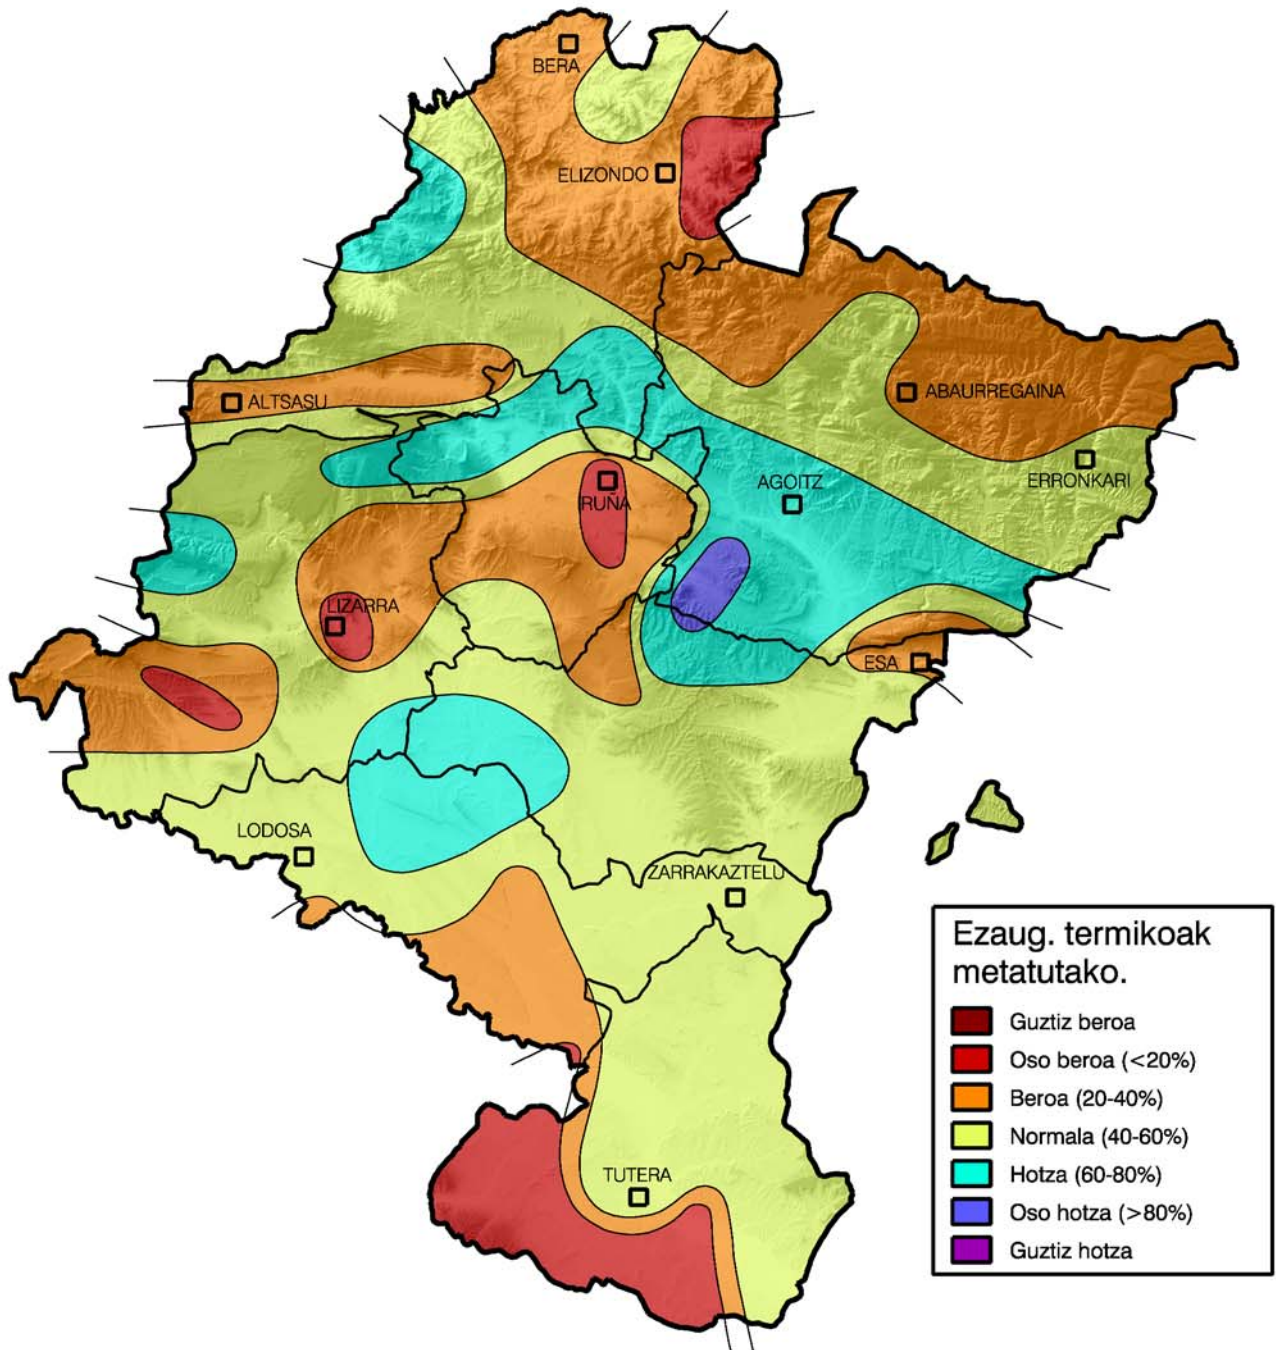 BERA
ELIZONDO
ALTSASU
ABAURREGAINA
ERRONKARI
AGOITZ
IRUÑA
LIZARRA
ESA
LODOSA
ZARRAKAZTELU
TUTERA
Ezaug. termikoak
metatutako.
Guztiz beroa
Oso beroa (<20%)
Beroa (20-40%)
Normala (40-60%)
Hotza (60-80%)
Oso hotza (>80%)
Guztiz hotza